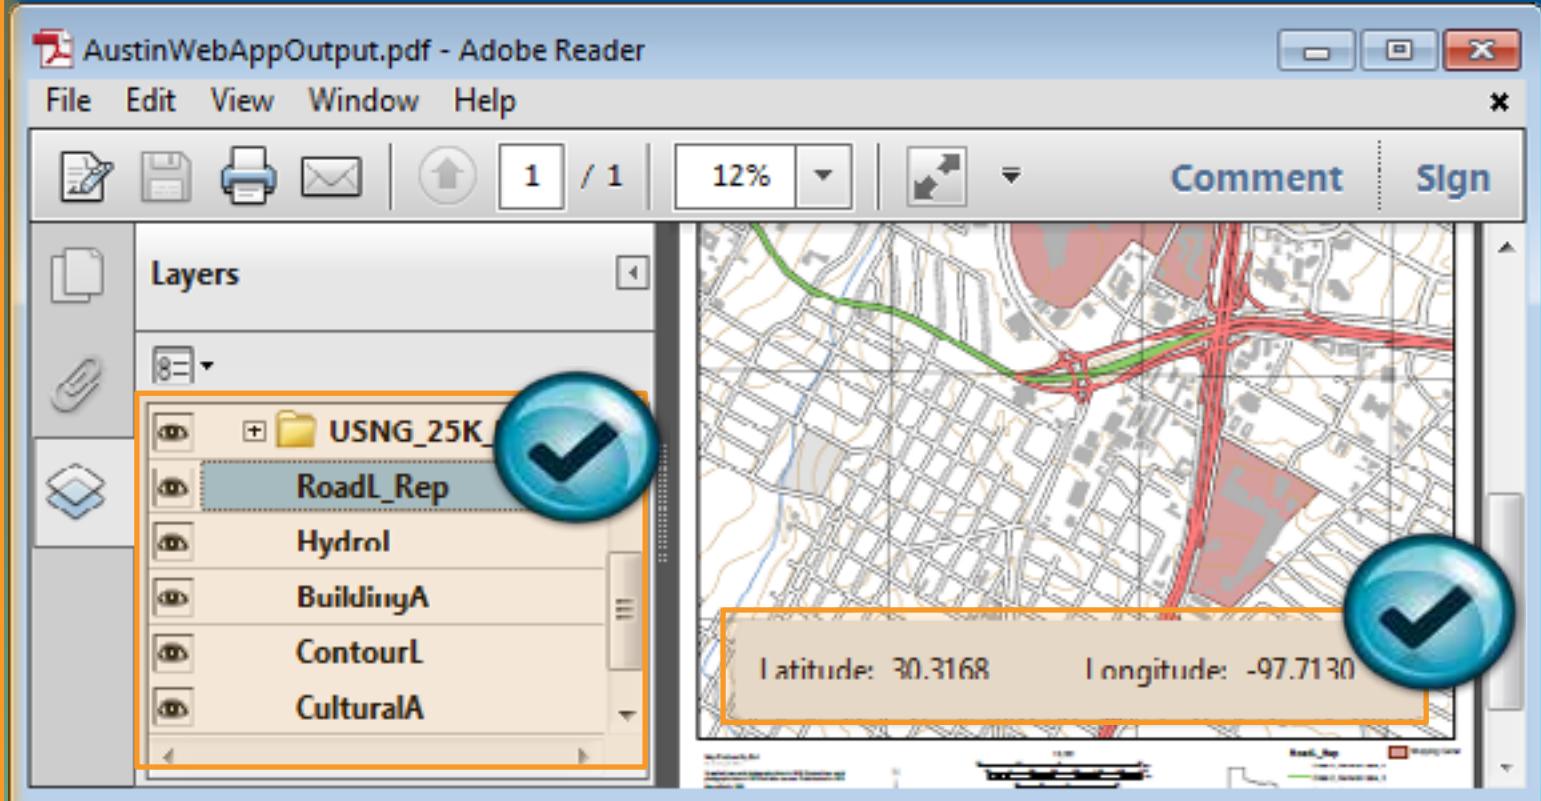 AustinWebAppOutput.pdf - Adobe Reader
File Edit View Window Help
1 / 1 12% Comment Sign
Layers
USNG_25K_
RoadL_Rep
HydroL
BuildingA
ContourL
CulturalA
Latitude: 30.3168 Longitude: -97.7130
RoadL_Rep